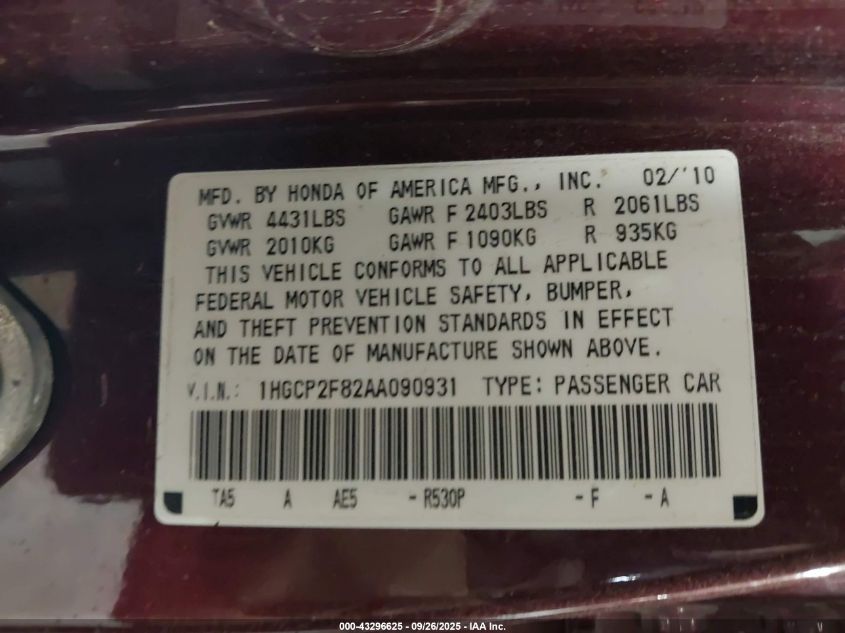 MFD. BY HONDA OF AMERICA MFG., INC. 02/'10
GVWR 4431LBS GAWR F 2403LBS R 2061LBS
GVWR 2010KG GAWR F 1090KG R 935KG
THIS VEHICLE CONFORMS TO ALL APPLICABLE
FEDERAL MOTOR VEHICLE SAFETY, BUMPER,
AND THEFT PREVENTION STANDARDS IN EFFECT
ON THE DATE OF MANUFACTURE SHOWN ABOVE.
V.I.N.: 1HGCP2F82AA090931 TYPE: PASSENGER CAR
TA5 A AE5 - R530P - F - A
000-43296625 - 09/26/2025 - IAA Inc.